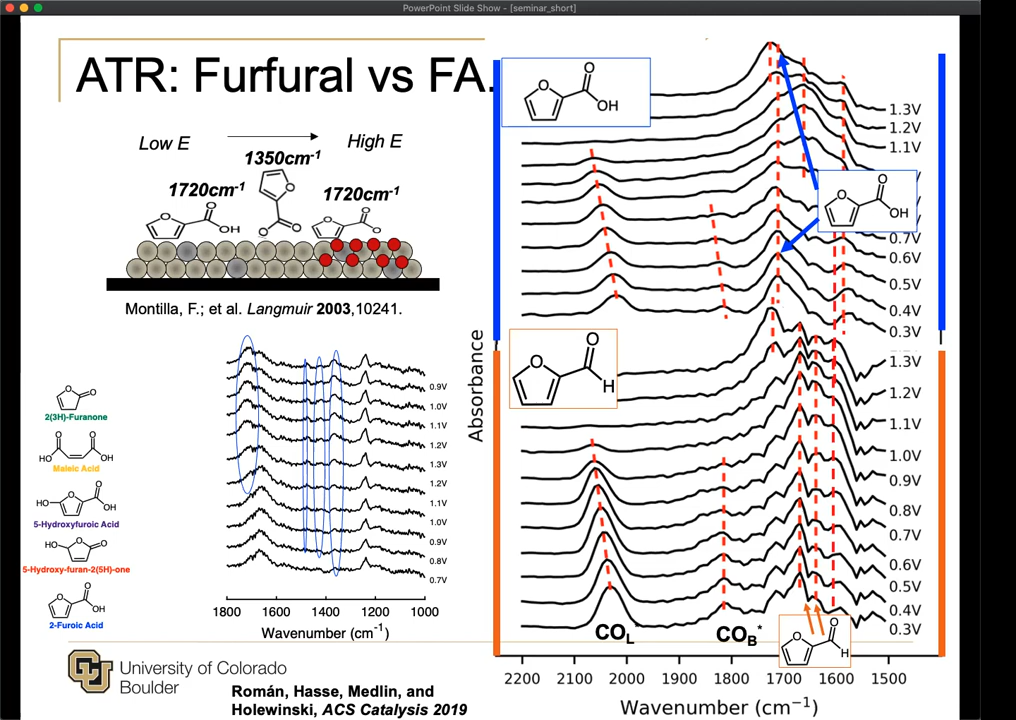 PowerPoint Slide Show - [seminar_short]
ATR: Furfural vs FA.
Low E
High E
1350cm-1
1720cm-1
1720cm-1
OH
O
O
O
O
O
O
O
Montilla, F.; et al. Langmuir 2003,10241.
2(3H)-Furanone
HO
OH
Maleic Acid
HO
OH
5-Hydroxyfuroic Acid
HO
5-Hydroxy-furan-2(5H)-one
OH
2-Furoic Acid
0.9V
1.0V
1.1V
1.2V
1.3V
1.2V
1.1V
1.0V
0.9V
0.8V
0.7V
1800 1600 1400 1200 1000
Wavenumber (cm-1)
University of Colorado
Boulder
Román, Hasse, Medlin, and
Holewinski, ACS Catalysis 2019
Absorbance
O
O
OH
1.3V
1.2V
1.1V
O
O
OH
0.7V
0.6V
0.5V
0.4V
0.3V
O
O
H
1.3V
1.2V
1.1V
1.0V
0.9V
0.8V
0.7V
0.6V
0.5V
0.4V
0.3V
COL*
COB*
O
O
H
2200 2100 2000 1900 1800 1700 1600 1500
Wavenumber (cm−1)